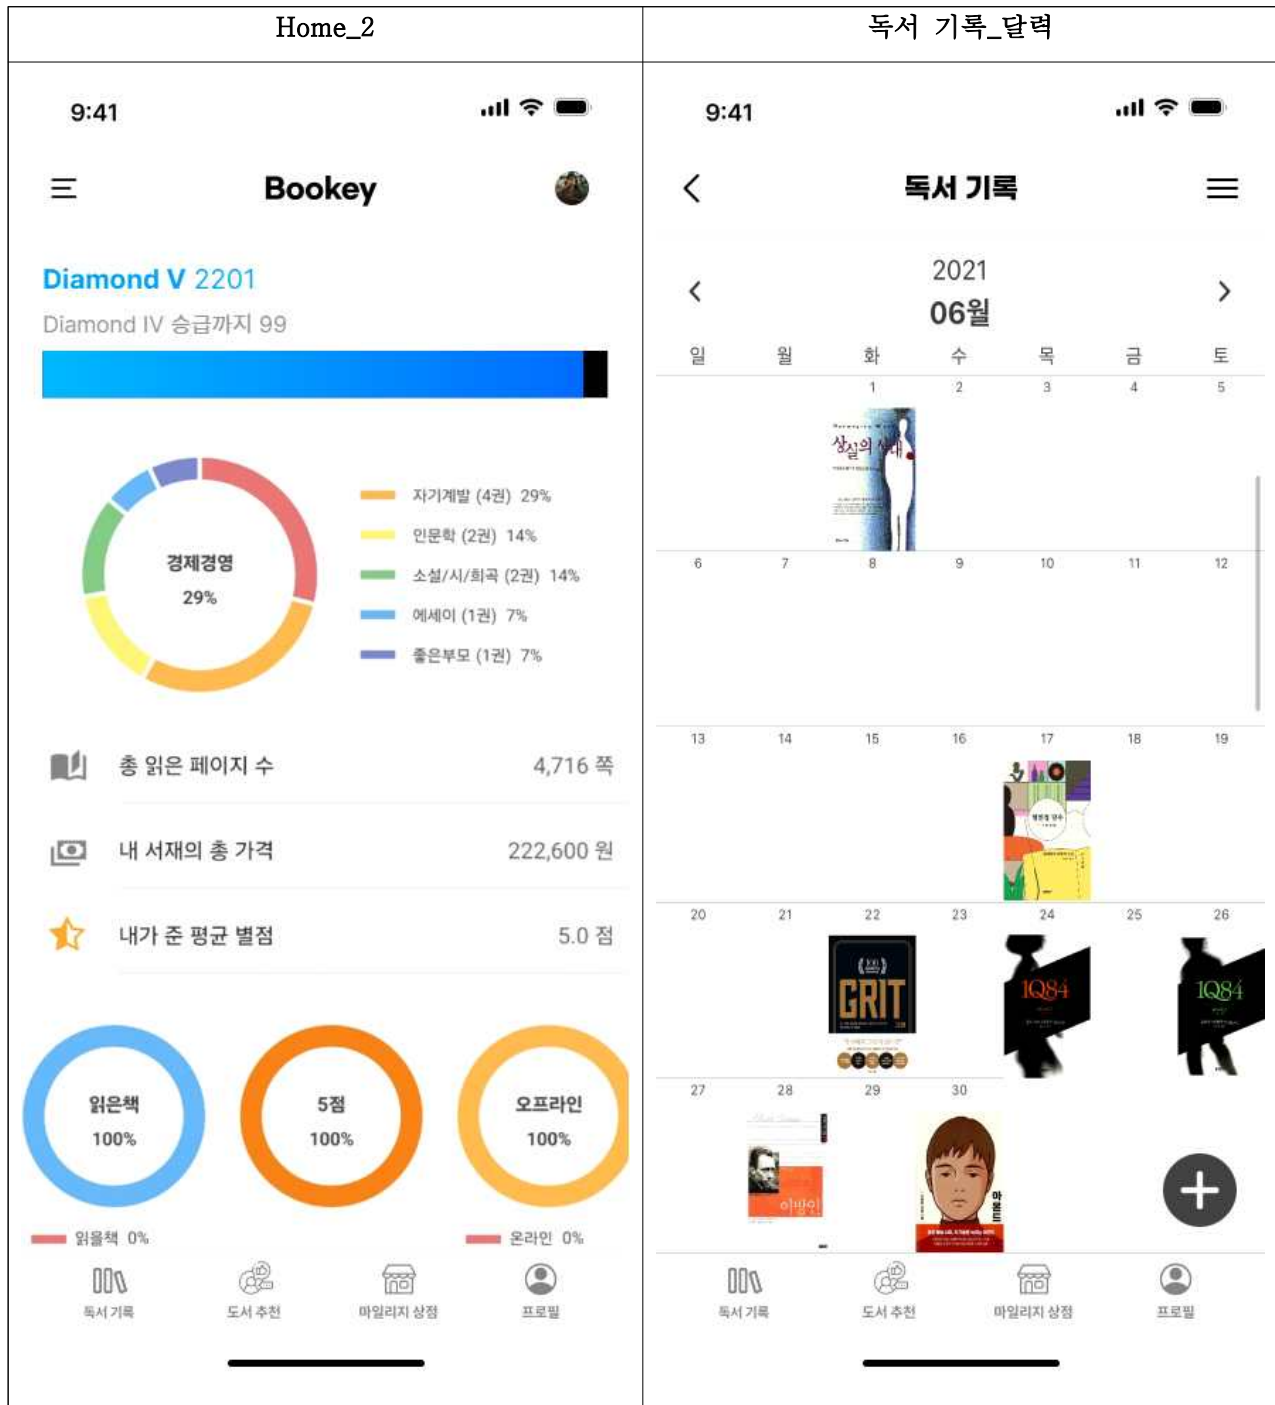 Home_2
독서 기록_달력
9:41
Bookey
Diamond V 2201
Diamond IV 승급까지 99
경제경영
29%
자기계발 (4권) 29%
인문학 (2권) 14%
소설/시/희곡 (2권) 14%
에세이 (1권) 7%
좋은부모 (1권) 7%
총 읽은 페이지 수 4,716 쪽
내 서재의 총 가격 222,600 원
내가 준 평균 별점 5.0 점
읽은책
100%
5점
100%
오프라인
100%
읽을책 0%
온라인 0%
독서 기록 도서 추천 마일리지 상점 프로필
9:41
독서 기록
2021
06월
일 월 화 수 목 금 토
1 2 3 4 5
상실의 시대
6 7 8 9 10 11 12
13 14 15 16 17 18 19
20 21 22 23 24 25 26
GRIT
1Q84
1Q84
27 28 29 30
이방인
아몬드
독서 기록 도서 추천 마일리지 상점 프로필